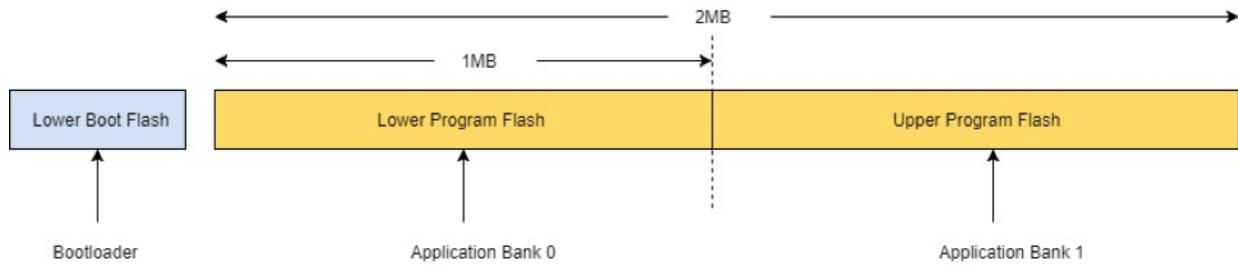 2MB
1MB
Lower Boot Flash
Lower Program Flash
Upper Program Flash
Bootloader
Application Bank 0
Application Bank 1